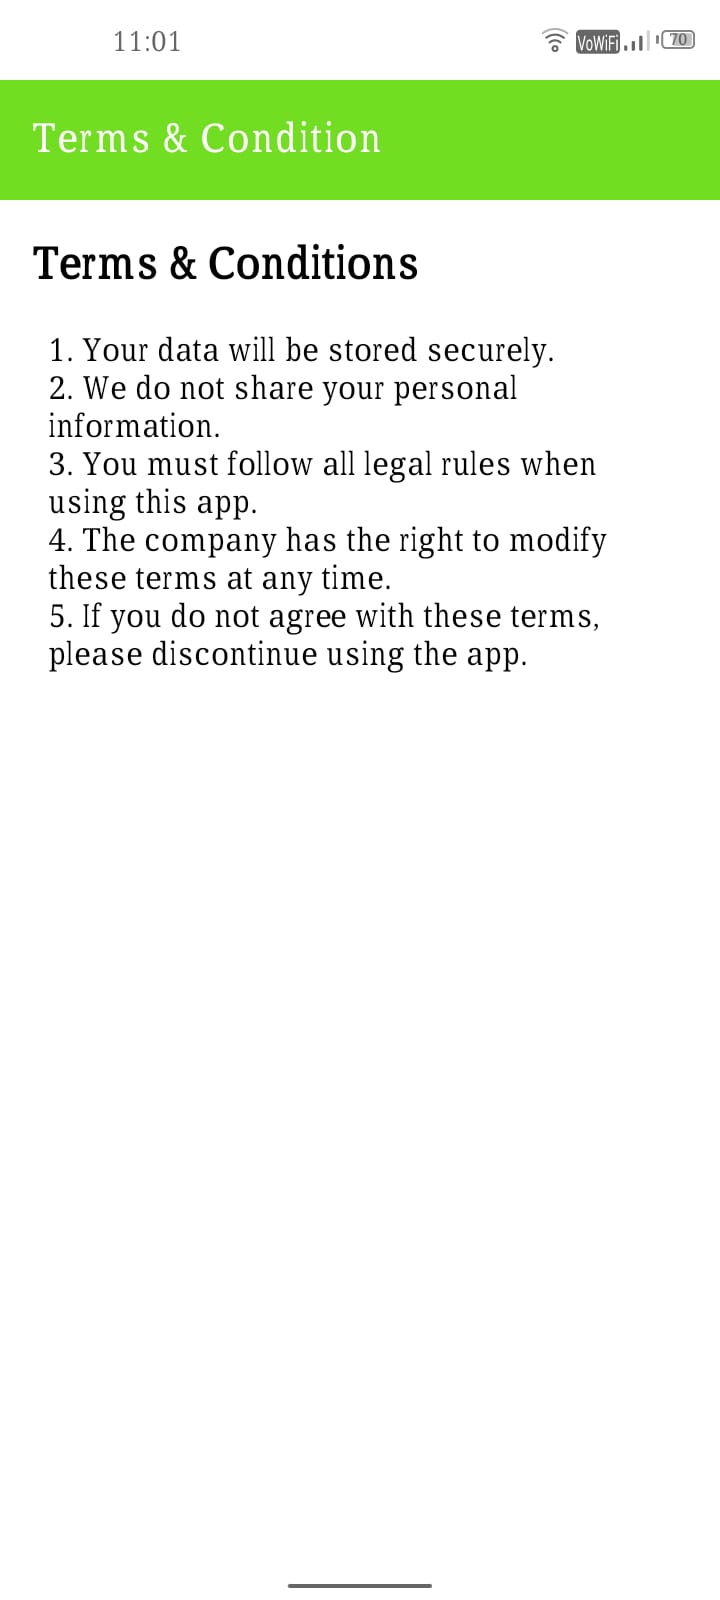 11:01
VoWiFi 70
Terms & Condition
Terms & Conditions
1. Your data will be stored securely.
2. We do not share your personal
information.
3. You must follow all legal rules when
using this app.
4. The company has the right to modify
these terms at any time.
5. If you do not agree with these terms,
please discontinue using the app.